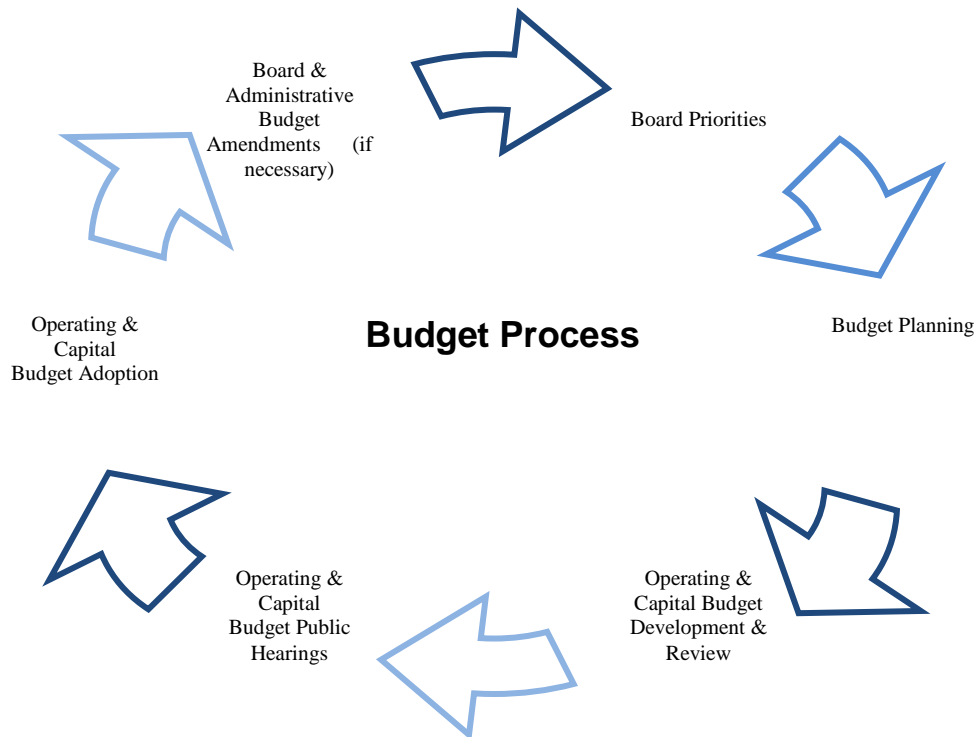 Board &
Administrative
Budget
Amendments (if
necessary)
Board Priorities
Budget Process
Budget Planning
Operating &
Capital Budget
Development &
Review
Operating &
Capital
Budget Public
Hearings
Operating &
Capital
Budget Adoption